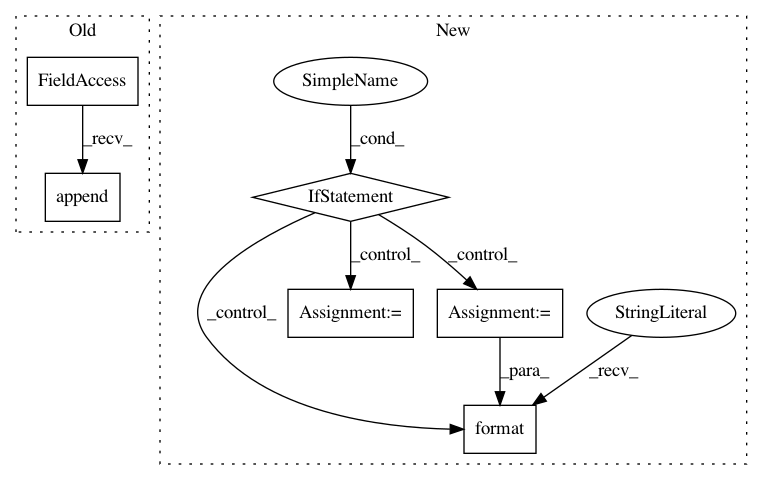 Old
New
FieldAccess
SimpleName
_recv_
_cond_
append
IfStatement
_control_
_control_
_control_
Assignment:=
Assignment:=
StringLiteral
_para_
_recv_
format